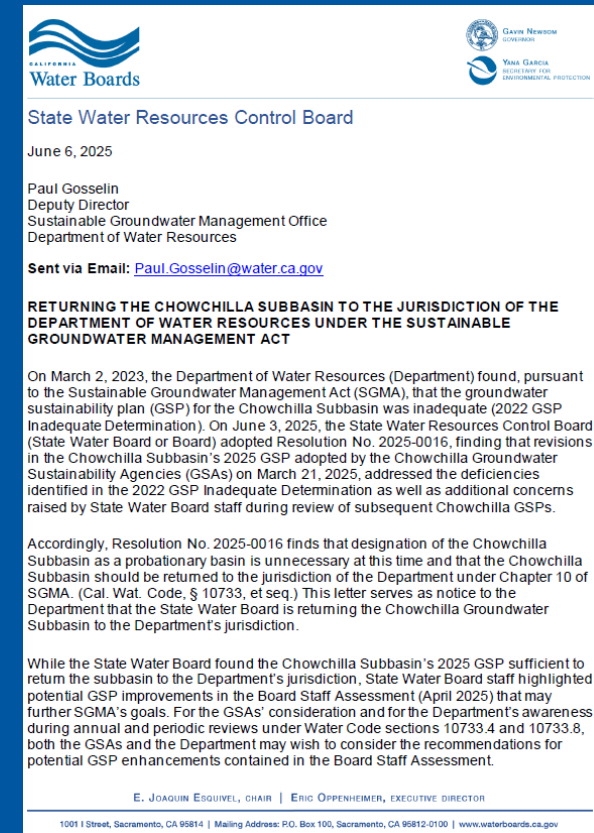 CALIFORNIA
Water Boards
GAVIN NEWSOM
GOVERNOR
YANA GARCIA
SECRETARY FOR
ENVIRONMENTAL PROTECTION
State Water Resources Control Board
June 6, 2025
Paul Gosselin
Deputy Director
Sustainable Groundwater Management Office
Department of Water Resources
Sent via Email: Paul.Gosselin@water.ca.gov
RETURNING THE CHOWCHILLA SUBBASIN TO THE JURISDICTION OF THE
DEPARTMENT OF WATER RESOURCES UNDER THE SUSTAINABLE
GROUNDWATER MANAGEMENT ACT
On March 2, 2023, the Department of Water Resources (Department) found, pursuant
to the Sustainable Groundwater Management Act (SGMA), that the groundwater
sustainability plan (GSP) for the Chowchilla Subbasin was inadequate (2022 GSP
Inadequate Determination). On June 3, 2025, the State Water Resources Control Board
(State Water Board or Board) adopted Resolution No. 2025-0016, finding that revisions
in the Chowchilla Subbasin's 2025 GSP adopted by the Chowchilla Groundwater
Sustainability Agencies (GSAs) on March 21, 2025, addressed the deficiencies
identified in the 2022 GSP Inadequate Determination as well as additional concerns
raised by State Water Board staff during review of subsequent Chowchilla GSPs.
Accordingly, Resolution No. 2025-0016 finds that designation of the Chowchilla
Subbasin as a probationary basin is unnecessary at this time and that the Chowchilla
Subbasin should be returned to the jurisdiction of the Department under Chapter 10 of
SGMA. (Cal. Wat. Code, § 10733, et seq.) This letter serves as notice to the
Department that the State Water Board is returning the Chowchilla Groundwater
Subbasin to the Department's jurisdiction.
While the State Water Board found the Chowchilla Subbasin's 2025 GSP sufficient to
return the subbasin to the Department's jurisdiction, State Water Board staff highlighted
potential GSP improvements in the Board Staff Assessment (April 2025) that may
further SGMA's goals. For the GSAs' consideration and for the Department's awareness
during annual and periodic reviews under Water Code sections 10733.4 and 10733.8,
both the GSAs and the Department may wish to consider the recommendations for
potential GSP enhancements contained in the Board Staff Assessment.
E. JOAQUIN ESQUIVEL, CHAIR | ERIC OPPENHEIMER, EXECUTIVE DIRECTOR
1001 I Street, Sacramento, CA 95814 | Mailing Address: P.O. Box 100, Sacramento, CA 95812-0100 | www.waterboards.ca.gov